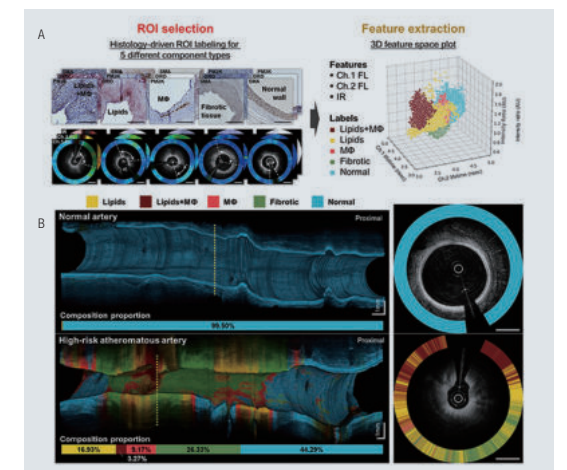 A
ROI selection
Histology-driven ROI labeling for
5 different component types
Lipids+MΦ
Lipids
MΦ
Fibrotic
tissue
Normal
wall
Feature extraction
3D feature space plot
Features
• Ch.1 FL
• Ch.2 FL
• IR
Labels
Lipids+MΦ
Lipids
MΦ
Fibrotic
Normal
Lipids
Lipids+MΦ
MΦ
Fibrotic
Normal
B
Normal artery
Proximal
Composition proportion
99.50%
High-risk atheromatous artery
Proximal
Composition proportion
16.93%
5.17%
26.33%
44.29%
5.27%